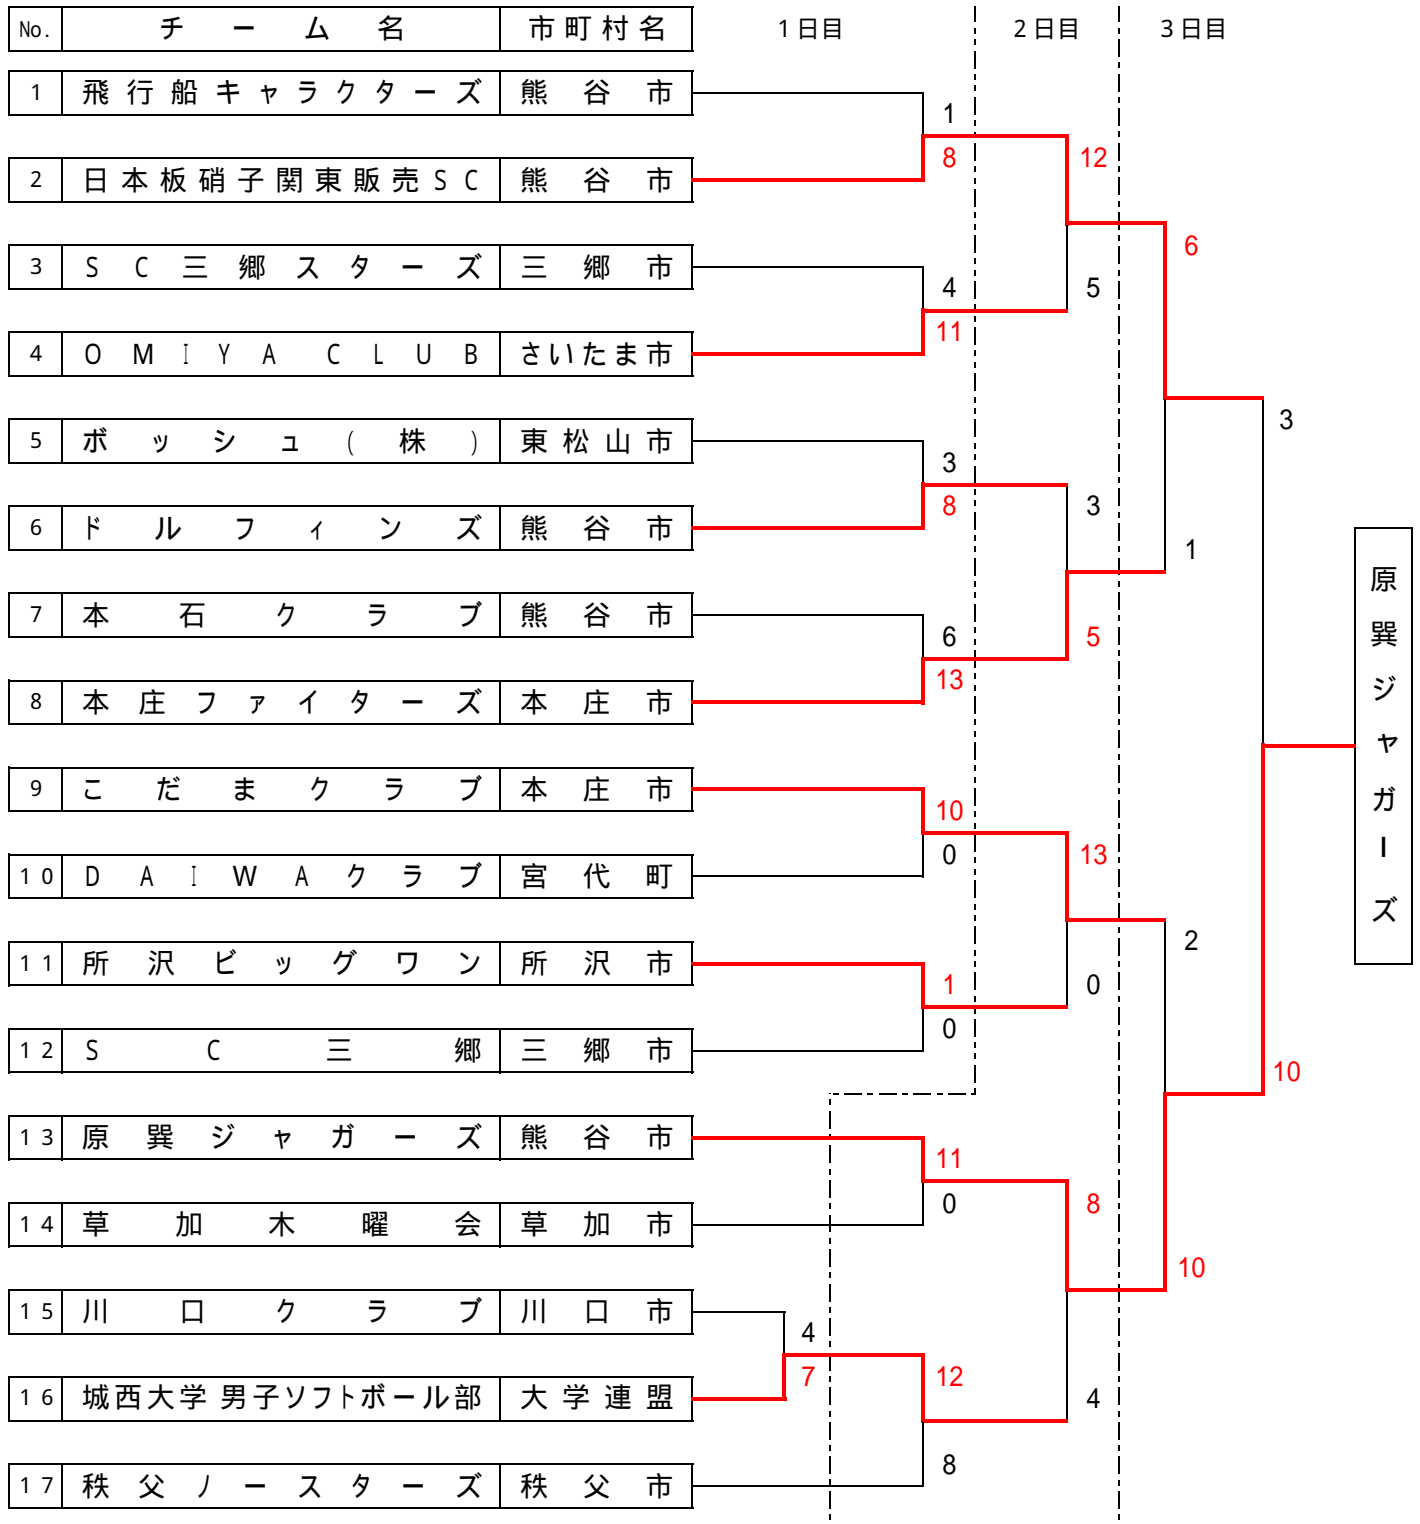 No. チーム名 市町村名 1日目 2日目 3日目
1 飛行船キャラクターズ 熊谷市
1
8
12
2 日本板硝子関東販売SC 熊谷市
6
3 SC三郷スターズ 三郷市
4
5
11
4 OMIYA CLUB さいたま市
3
5 ボッシュ(株) 東松山市
3
8
3
6 ドルフィンズ 熊谷市
1
7 本石クラブ 熊谷市
6
5
13
8 本庄ファイターズ 本庄市
原巽ジャガーズ
9 こだまクラブ 本庄市
10
0
13
10 DAIWAクラブ 宮代町
2
11 所沢ビッグワン 所沢市
1
0
0
12 SC三郷 三郷市
10
13 原巽ジャガーズ 熊谷市
11
0
8
14 草加木曜会 草加市
10
15 川口クラブ 川口市
4
7
12
16 城西大学 男子ソフトボール部 大学連盟
4
8
17 秩父ノースターズ 秩父市